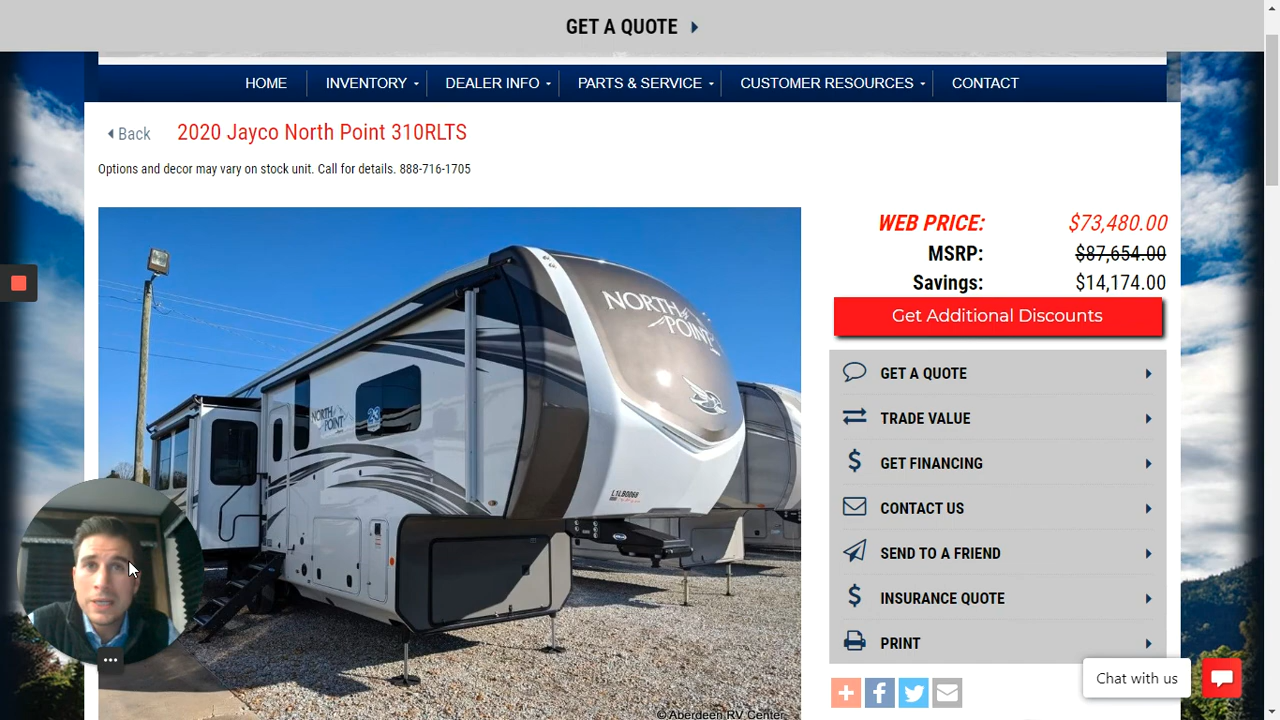 GET A QUOTE
HOME INVENTORY DEALER INFO PARTS & SERVICE CUSTOMER RESOURCES CONTACT
Back 2020 Jayco North Point 310RLTS
Options and decor may vary on stock unit. Call for details. 888-716-1705
WEB PRICE: $73,480.00
MSRP: $87,654.00
Savings: $14,174.00
Get Additional Discounts
NORTH
POINT
NORTH
POINT
GET A QUOTE
TRADE VALUE
GET FINANCING
CONTACT US
SEND TO A FRIEND
INSURANCE QUOTE
PRINT
Chat with us
© Aberdeen RV Center